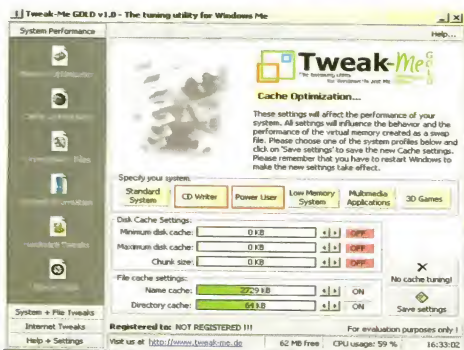 Tweak-Me GOLD v1.0 - The tuning utility for Windows Me
System Performance
Help...
Tweak-Me GOLD
The tweaking utility
for Windows 9x and Me
Cache Optimization...
These settings will affect the performance of your
system. All settings will influence the behavior and the
performance of the virtual memory created as a swap
file. Please choose one of the system profiles below and
click on 'Save settings' to save the new Cache settings.
Please remember that you have to restart Windows to
make the new settings take effect.
Files
Hardware Tweaks
Specify your system.
Standard System
CD Writer
Power User
Low Memory System
Multimedia Applications
3D Games
Disk Cache Settings:
Minimum disk cache: 0 KB OFF
Maximum disk cache: 0 KB OFF
Chunk size: 0 KB OFF
No cache tuning!
File cache settings:
Name cache: 2729 KB ON
Directory cache: 64 KB ON
Save settings
System + File Tweaks
Internet Tweaks
Help + Settings
Registered to: NOT REGISTERED !!!
For evaluation purposes only !
Visit us at http://www.tweak-me.de
62 MB free
CPU usage: 59 %
16:33:02